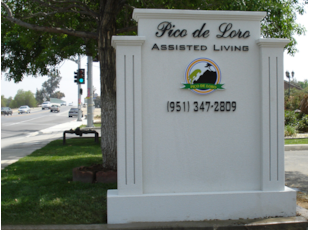 Pico de Loro
ASSISTED LIVING
(951) 347-2809